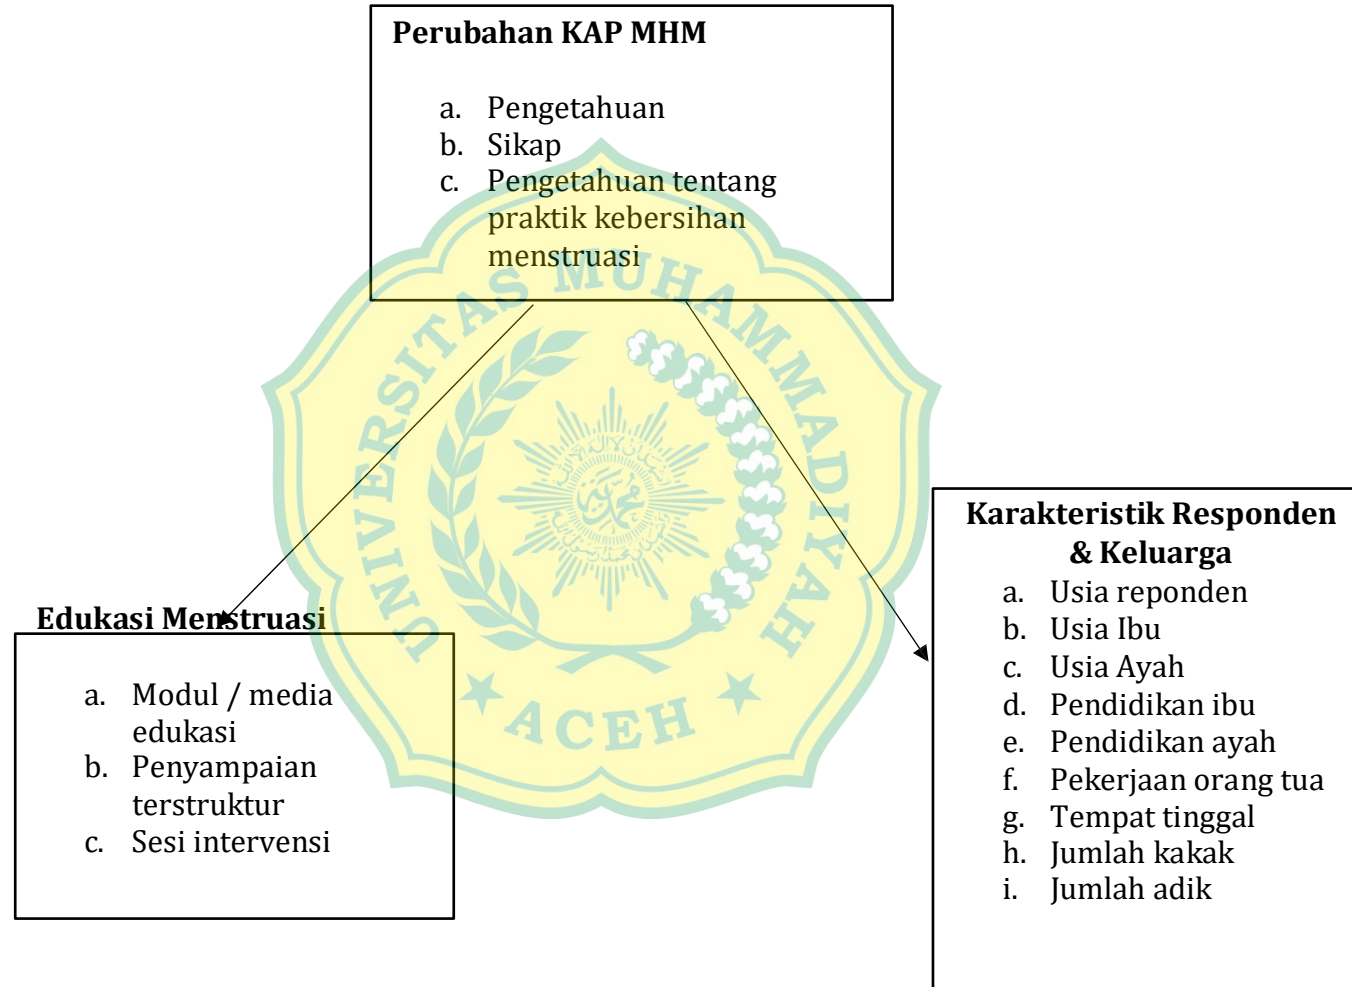 Perubahan KAP MHM
a. Pengetahuan
b. Sikap
c. Pengetahuan tentang
praktik kebersihan
menstruasi
UNIVERSITAS MUHAMMADIYAH
ACEH
Edukasi Menstruasi
a. Modul / media
edukasi
b. Penyampaian
terstruktur
c. Sesi intervensi
Karakteristik Responden
& Keluarga
a. Usia reponden
b. Usia Ibu
c. Usia Ayah
d. Pendidikan ibu
e. Pendidikan ayah
f. Pekerjaan orang tua
g. Tempat tinggal
h. Jumlah kakak
i. Jumlah adik